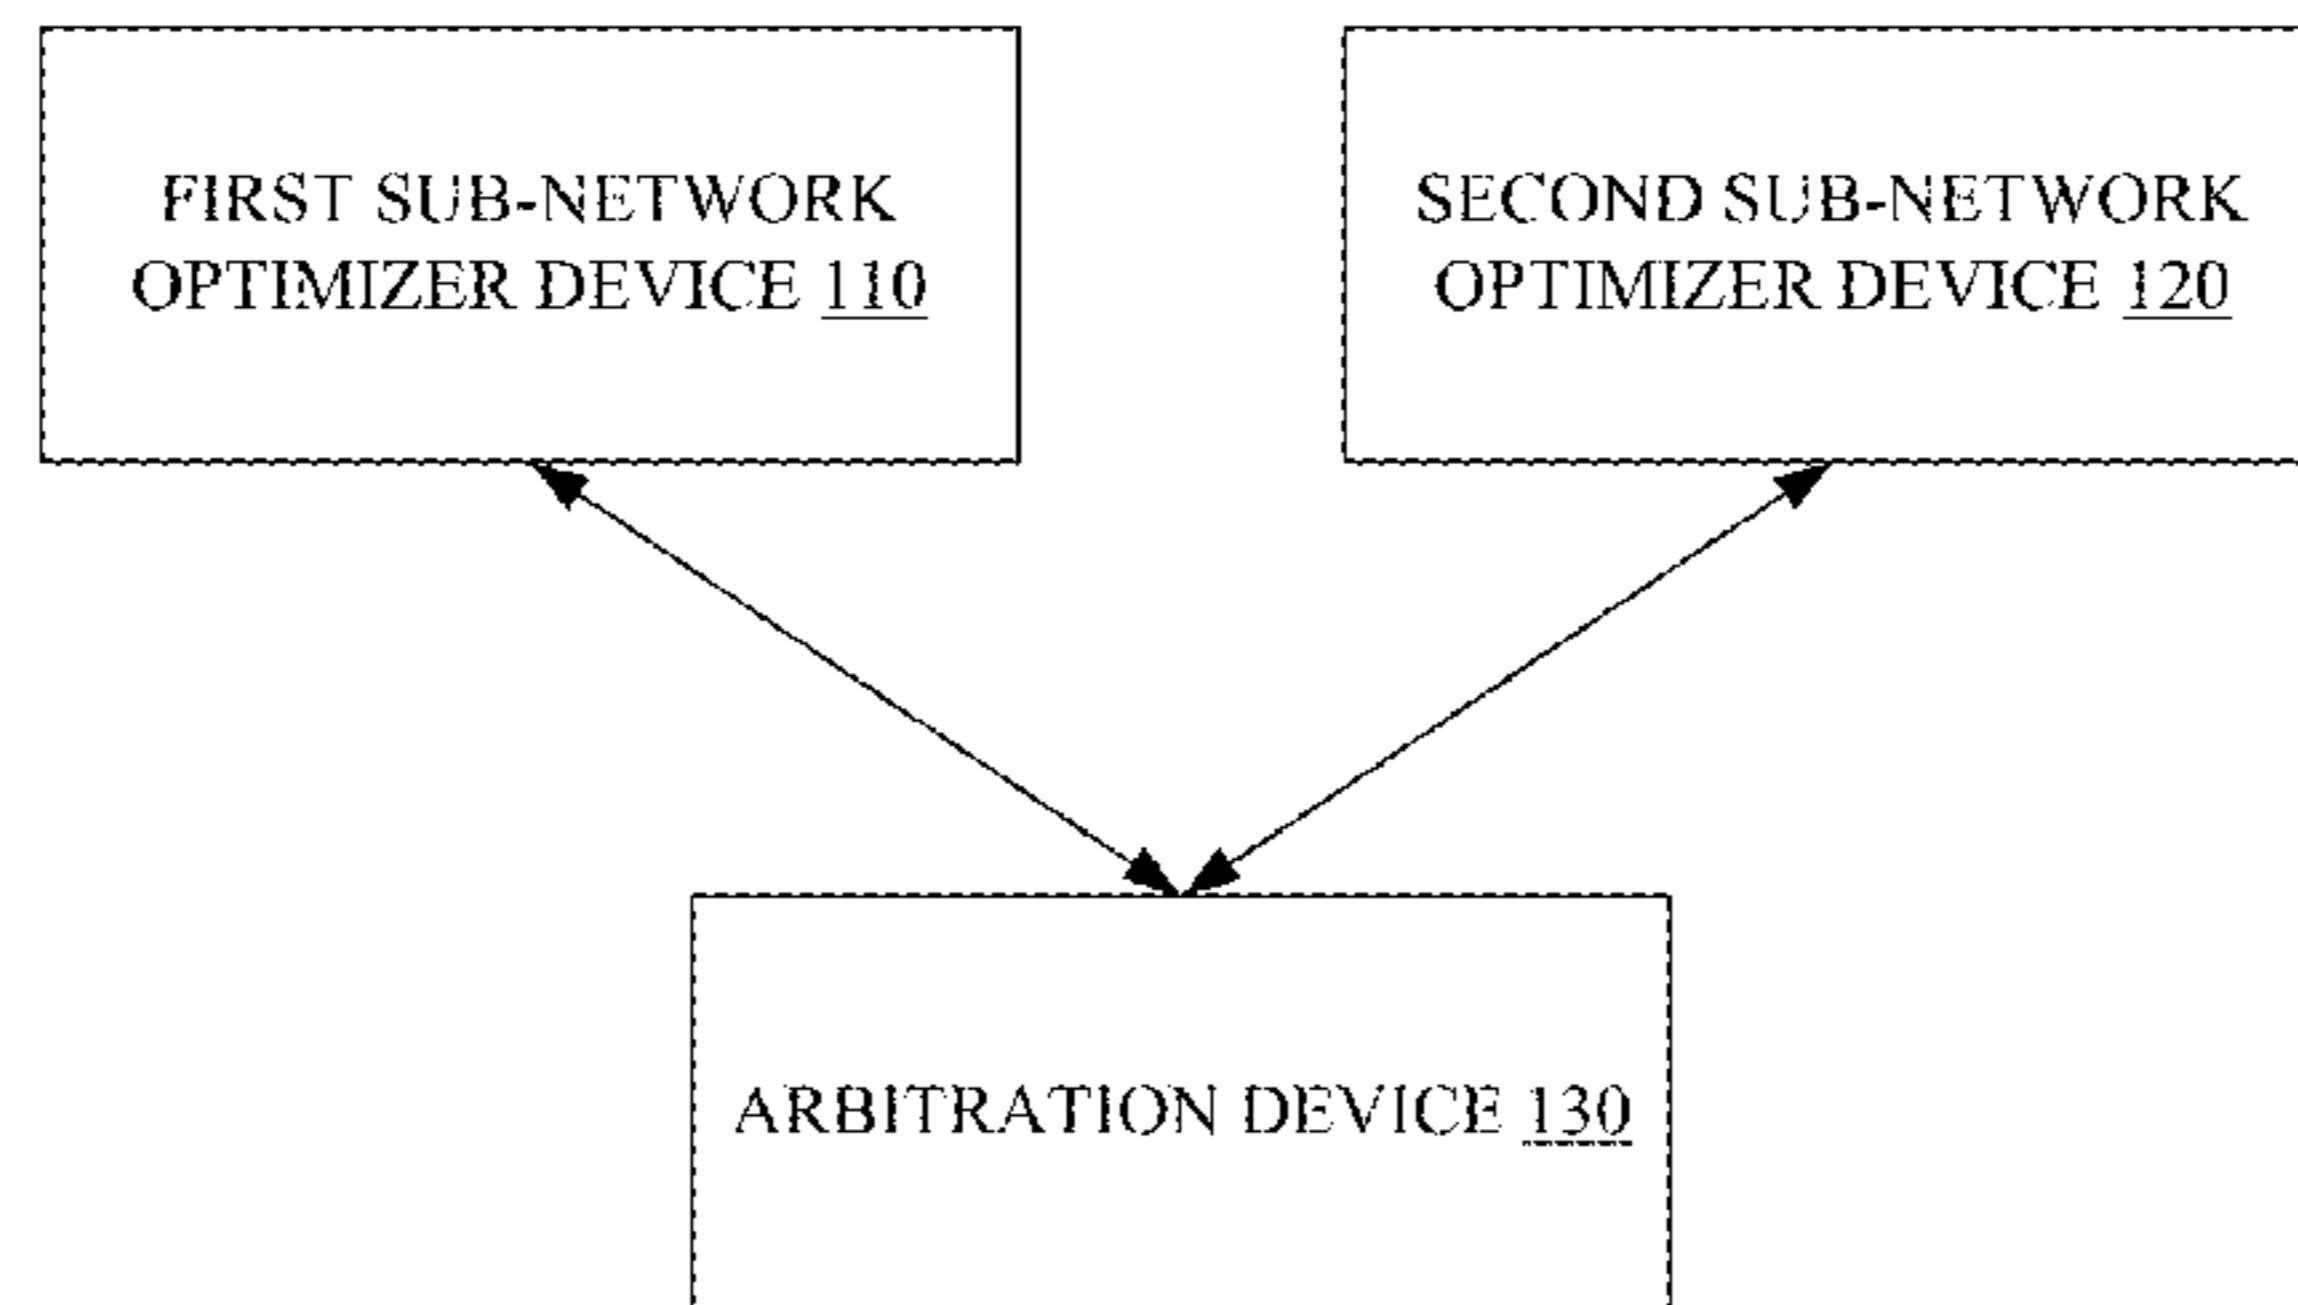 FIRST SUB-NETWORK
OPTIMIZER DEVICE 110
SECOND SUB-NETWORK
OPTIMIZER DEVICE 120
ARBITRATION DEVICE 130